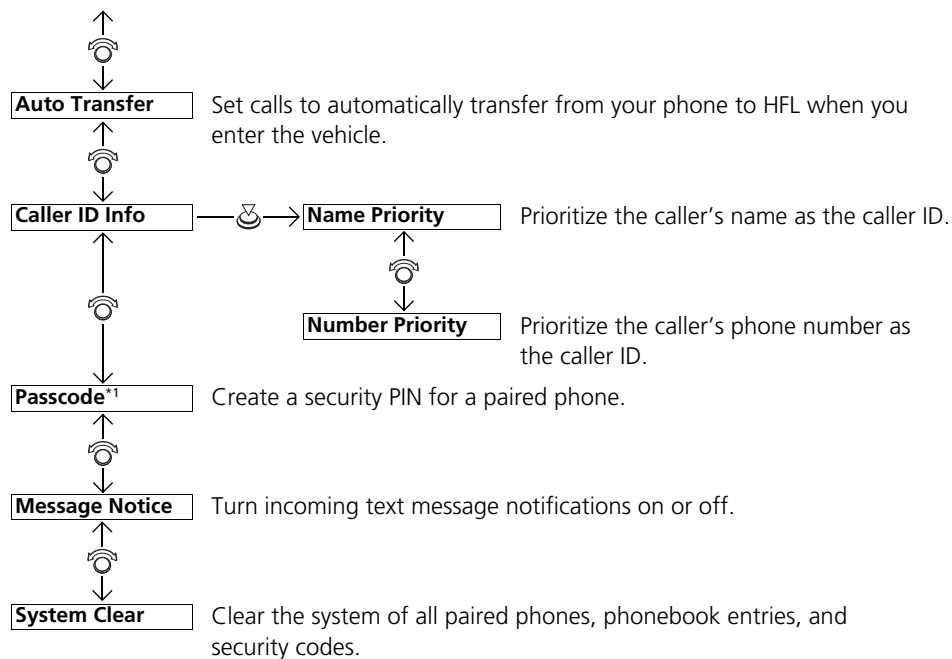 Auto Transfer
Set calls to automatically transfer from your phone to HFL when you
enter the vehicle.
Caller ID Info
Name Priority
Prioritize the caller’s name as the caller ID.
Number Priority
Prioritize the caller’s phone number as
the caller ID.
Passcode*1
Create a security PIN for a paired phone.
Message Notice
Turn incoming text message notifications on or off.
System Clear
Clear the system of all paired phones, phonebook entries, and
security codes.